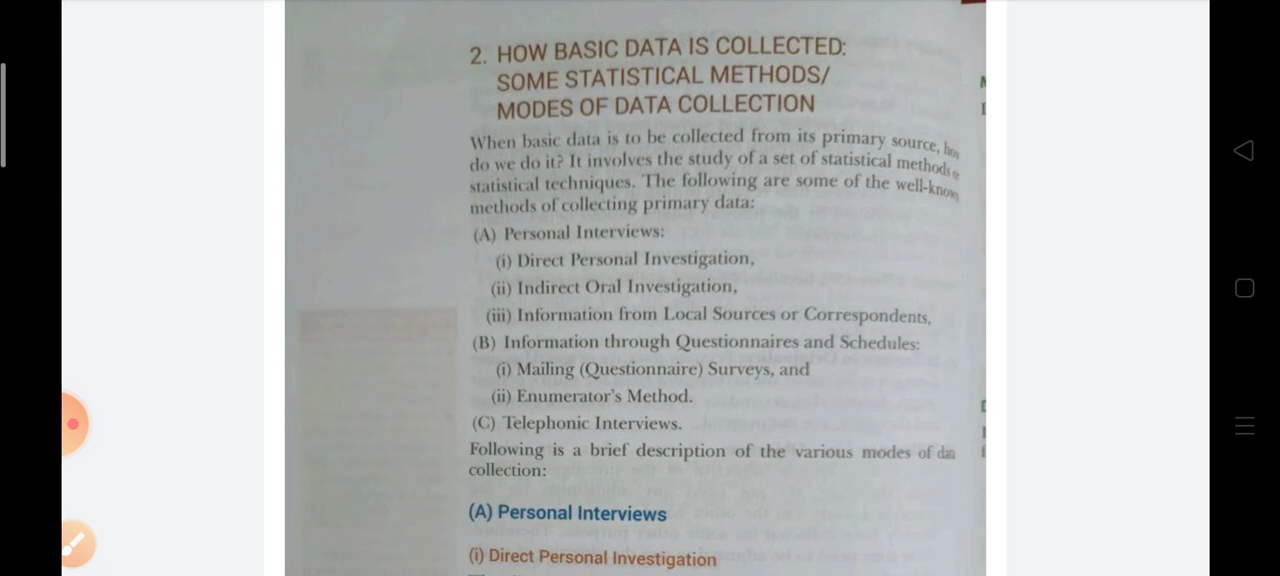 2. HOW BASIC DATA IS COLLECTED:
SOME STATISTICAL METHODS/
MODES OF DATA COLLECTION
When basic data is to be collected from its primary source,
do we do it? It involves the study of a set of statistical methods
statistical techniques. The following are some of the
methods of collecting primary data:
(A) Personal Interviews:
(i) Direct Personal Investigation,
(ii) Indirect Oral Investigation,
(iii) Information from Local Sources or Correspondents,
(B) Information through Questionnaires and Schedules:
(i) Mailing (Questionnaire) Surveys, and
(ii) Enumerator's Method.
(C) Telephonic Interviews.
Following is a brief description of the various modes of
collection:
(A) Personal Interviews
(i) Direct Personal Investigation